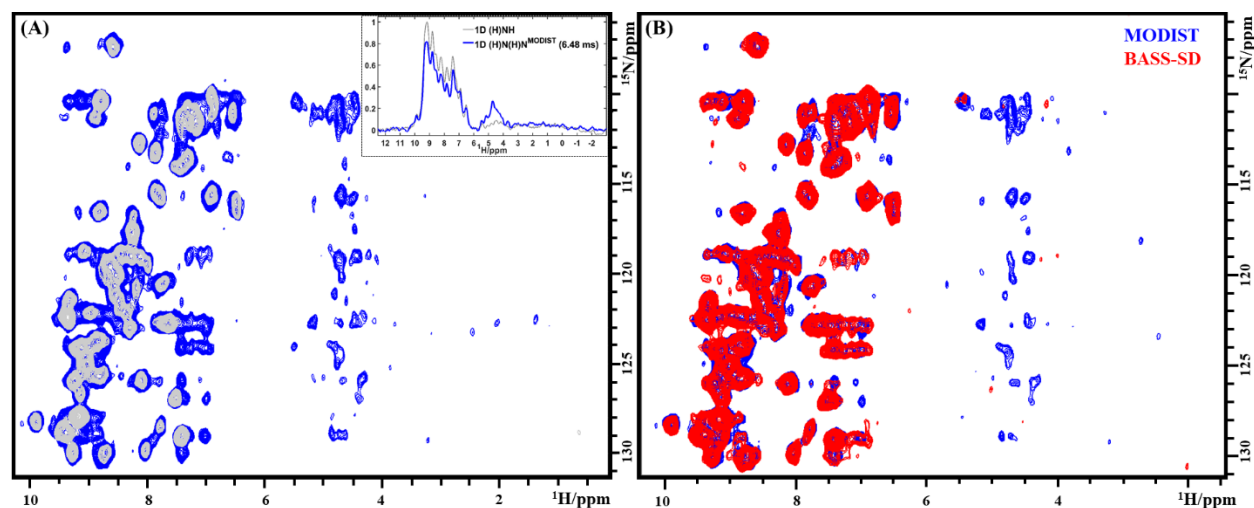 (A)
1D (H)NH
1D (H)N(H)N^MODIST (6.48 ms)
1
0.8
0.6
0.4
0.2
0
12 11 10 9 8 7 6 5 4 3 2 1 0 -1 -2
¹H/ppm
¹⁵N/ppm
115
120
125
130
10 8 6 4 2 ¹H/ppm
(B)
MODIST
BASS-SD
¹⁵N/ppm
115
120
125
130
10 8 6 4 2 ¹H/ppm